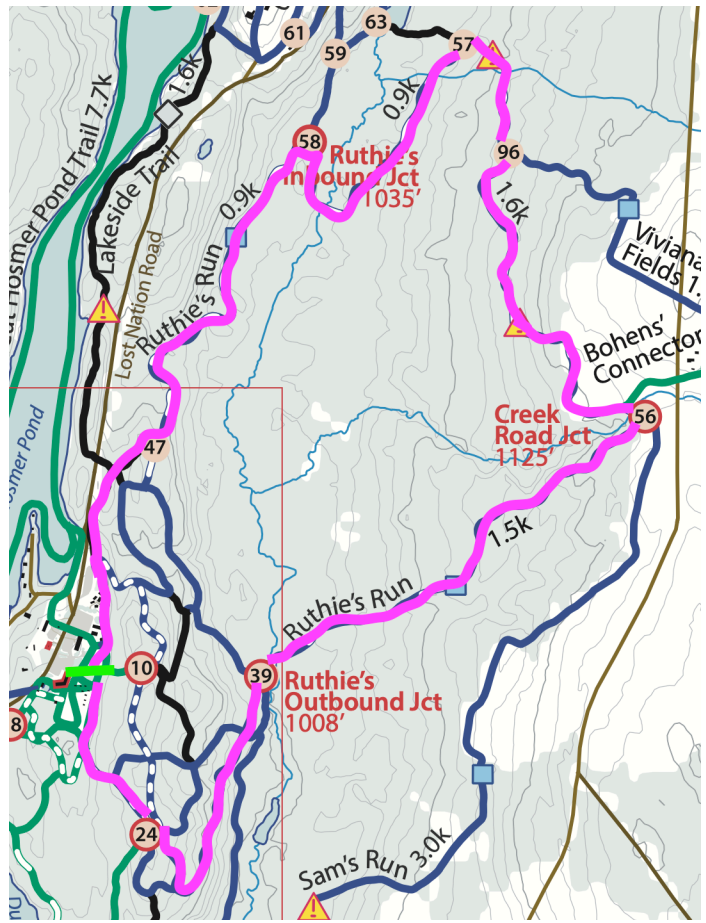 61
63
59
57
1.6k
0.9k
58
Ruthie's
Inbound Jct
1035'
96
Hosmer Pond Trail 7.7k
Lakeside Trail
0.9k
1.6k
Viviana
Fields 1.
Ruthie's Run
Lost Nation Road
Bohens'
Connector
Creek
Road Jct
1125'
56
47
osmer Pond
1.5k
Ruthie's Run
10
39
Ruthie's
Outbound Jct
1008'
8
24
Sam's Run 3.0k